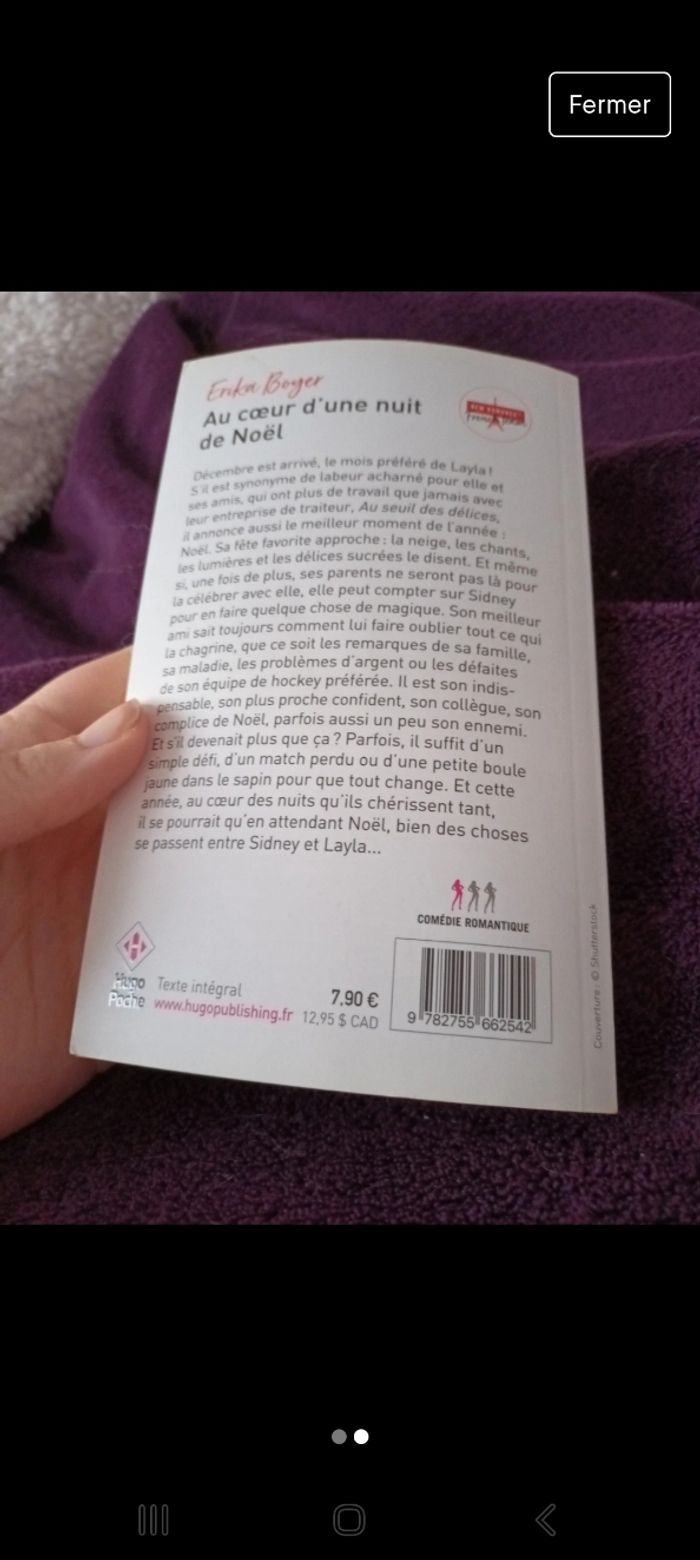 Fermer
Erika Boyer
Au cœur d'une nuit
de Noël
Décembre est arrivé, le mois préféré de Layla !
S'il est synonyme de labeur acharné pour elle et
ses amis, qui ont plus de travail que jamais avec
leur entreprise de traiteur, Au seuil des délices,
il annonce aussi le meilleur moment de l'année :
Noël. Sa fête favorite approche : la neige, les chants,
les lumières et les délices sucrées le disent. Et même
si, une fois de plus, ses parents ne seront pas là pour
la célébrer avec elle, elle peut compter sur Sidney
pour en faire quelque chose de magique. Son meilleur
ami sait toujours comment lui faire oublier tout ce qui
la chagrine, que ce soit les remarques de sa famille,
sa maladie, les problèmes d'argent ou les défaites
de son équipe de hockey préférée. Il est son indis-
pensable, son plus proche confident, son collègue, son
complice de Noël, parfois aussi un peu son ennemi.
Et s'il devenait plus que ça ? Parfois, il suffit d'un
simple défi, d'un match perdu ou d'une petite boule
jaune dans le sapin pour que tout change. Et cette
année, au cœur des nuits qu'ils chérissent tant,
il se pourrait qu'en attendant Noël, bien des choses
se passent entre Sidney et Layla...
COMÉDIE ROMANTIQUE
Hugo
Poche
Texte intégral
www.hugopublishing.fr
7.90 €
12,95 $ CAD
9 782755 662542
Couverture : © Shutterstock